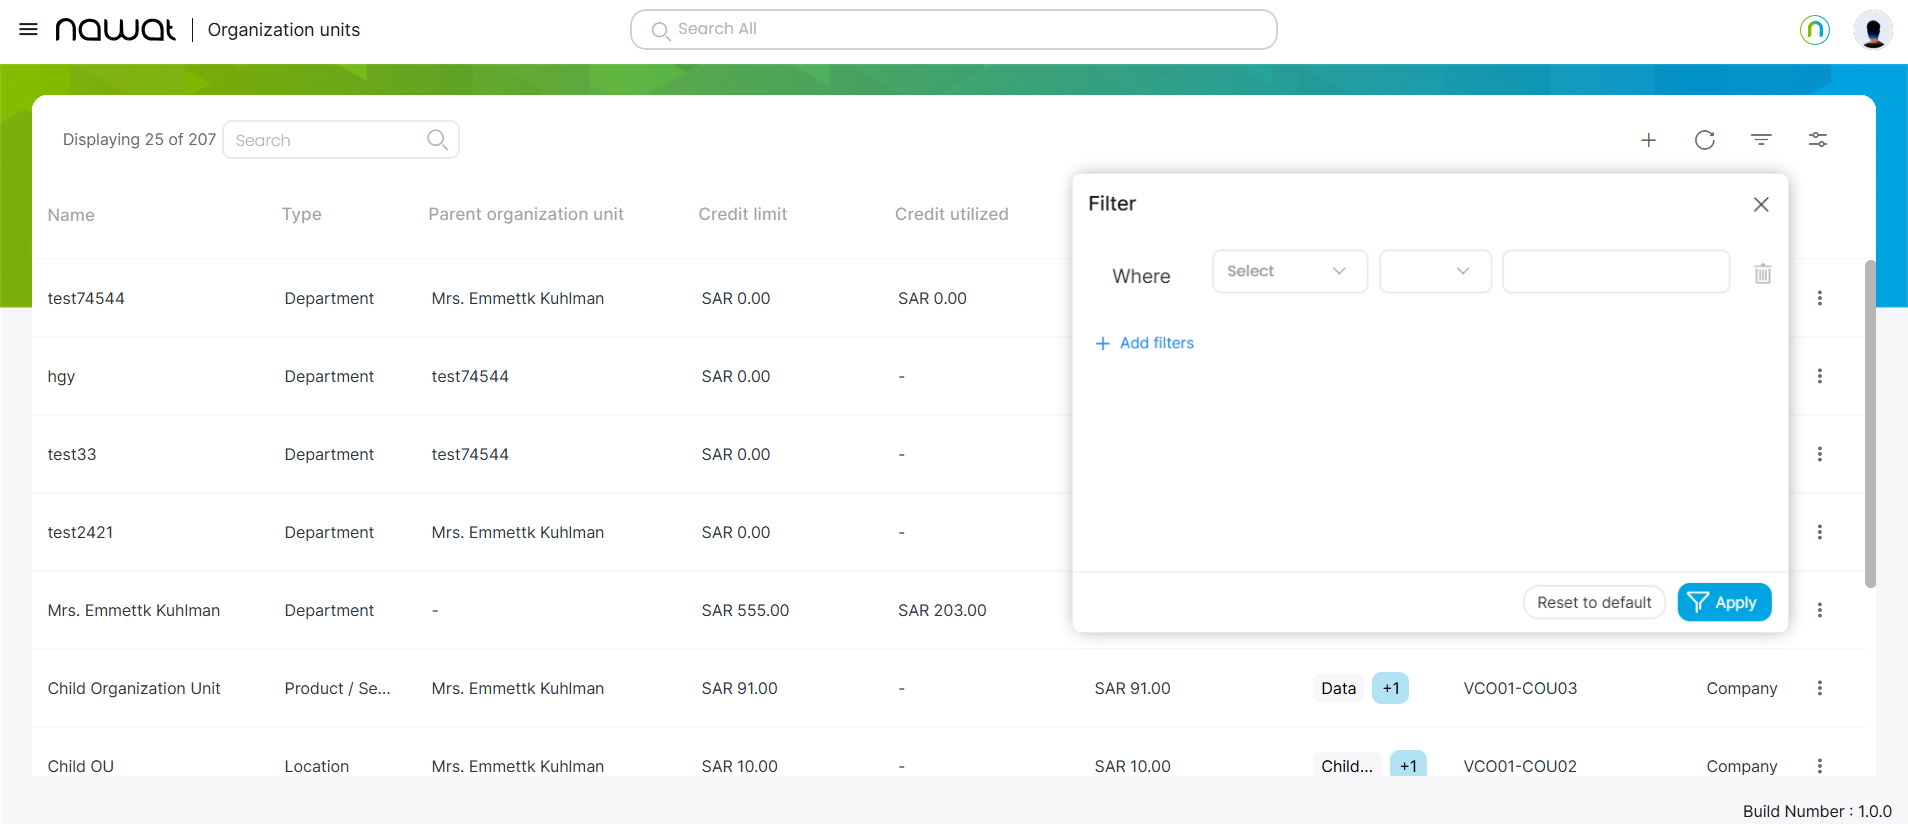 nawat Organization units Search All
Displaying 25 of 207 Search
Name Type Parent organization unit Credit limit Credit utilized
test74544 Department Mrs. Emmettk Kuhlman SAR 0.00 SAR 0.00
hgy Department test74544 SAR 0.00 -
test33 Department test74544 SAR 0.00 -
test2421 Department Mrs. Emmettk Kuhlman SAR 0.00 -
Mrs. Emmettk Kuhlman Department - SAR 555.00 SAR 203.00
Child Organization Unit Product / Se... Mrs. Emmettk Kuhlman SAR 91.00 - SAR 91.00 Data +1 VCO01-COU03 Company
Child OU Location Mrs. Emmettk Kuhlman SAR 10.00 - SAR 10.00 Child... +1 VCO01-COU02 Company
Filter
Where Select
+ Add filters
Reset to default Apply
Build Number : 1.0.0